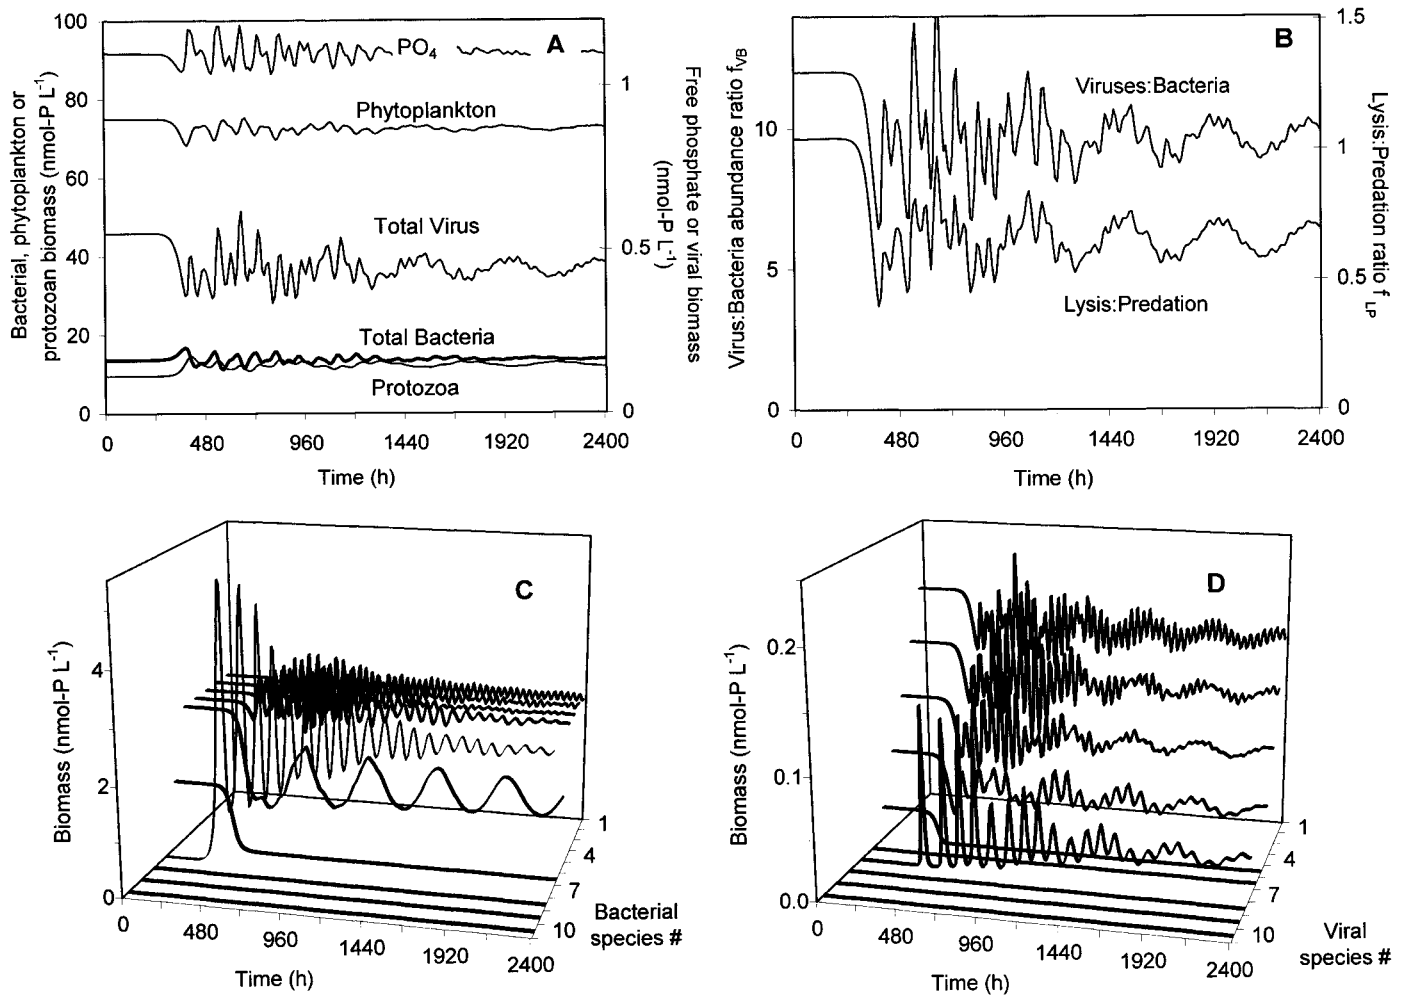 A
Bacterial, phytoplankton or
protozoan biomass (nmol-P L-1)
100
80
60
40
20
0
PO4
Phytoplankton
Total Virus
Total Bacteria
Protozoa
1
0.5
0
Free phosphate or viral biomass
(nmol-P L-1)
0 480 960 1440 1920 2400
Time (h)
B
Virus:Bacteria abundance ratio fVB
10
5
0
Viruses:Bacteria
Lysis:Predation
1.5
1
0.5
0
Lysis:Predation ratio f LP
0 480 960 1440 1920 2400
Time (h)
C
Biomass (nmol-P L-1)
4
2
0
0 480 960 1440 1920 2400
Time (h)
1
4
7
10
Bacterial
species #
D
Biomass (nmol-P L-1)
0.2
0.1
0.0
0 480 960 1440 1920 2400
Time (h)
1
4
7
10
Viral
species #